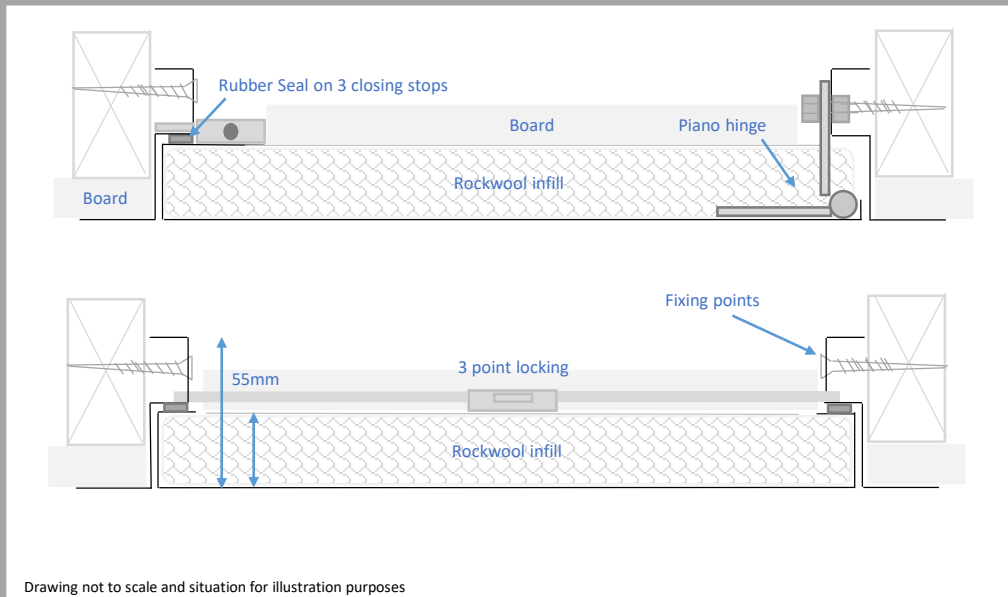 Rubber Seal on 3 closing stops
Board
Piano hinge
Rockwool infill
Board
Fixing points
3 point locking
55mm
Rockwool infill
Drawing not to scale and situation for illustration purposes